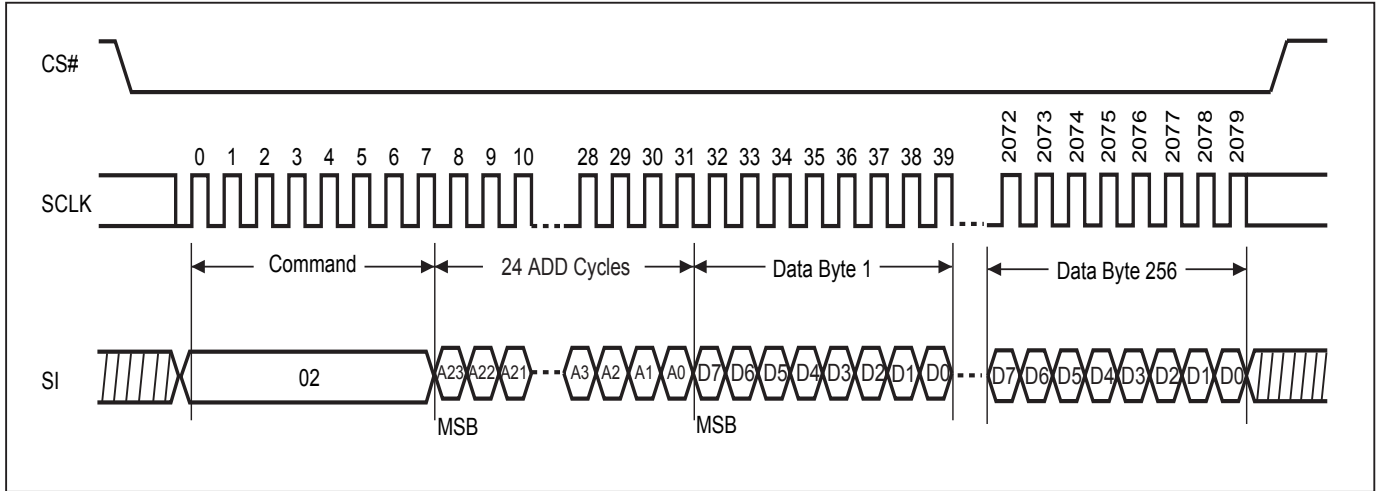 CS#
2072 2073 2074 2075 2076 2077 2078 2079
0 1 2 3 4 5 6 7 8 9 10 28 29 30 31 32 33 34 35 36 37 38 39
SCLK
Command 24 ADD Cycles Data Byte 1 Data Byte 256
SI 02 A23 A22 A21 A3 A2 A1 A0 D7 D6 D5 D4 D3 D2 D1 D0 D7 D6 D5 D4 D3 D2 D1 D0
MSB MSB